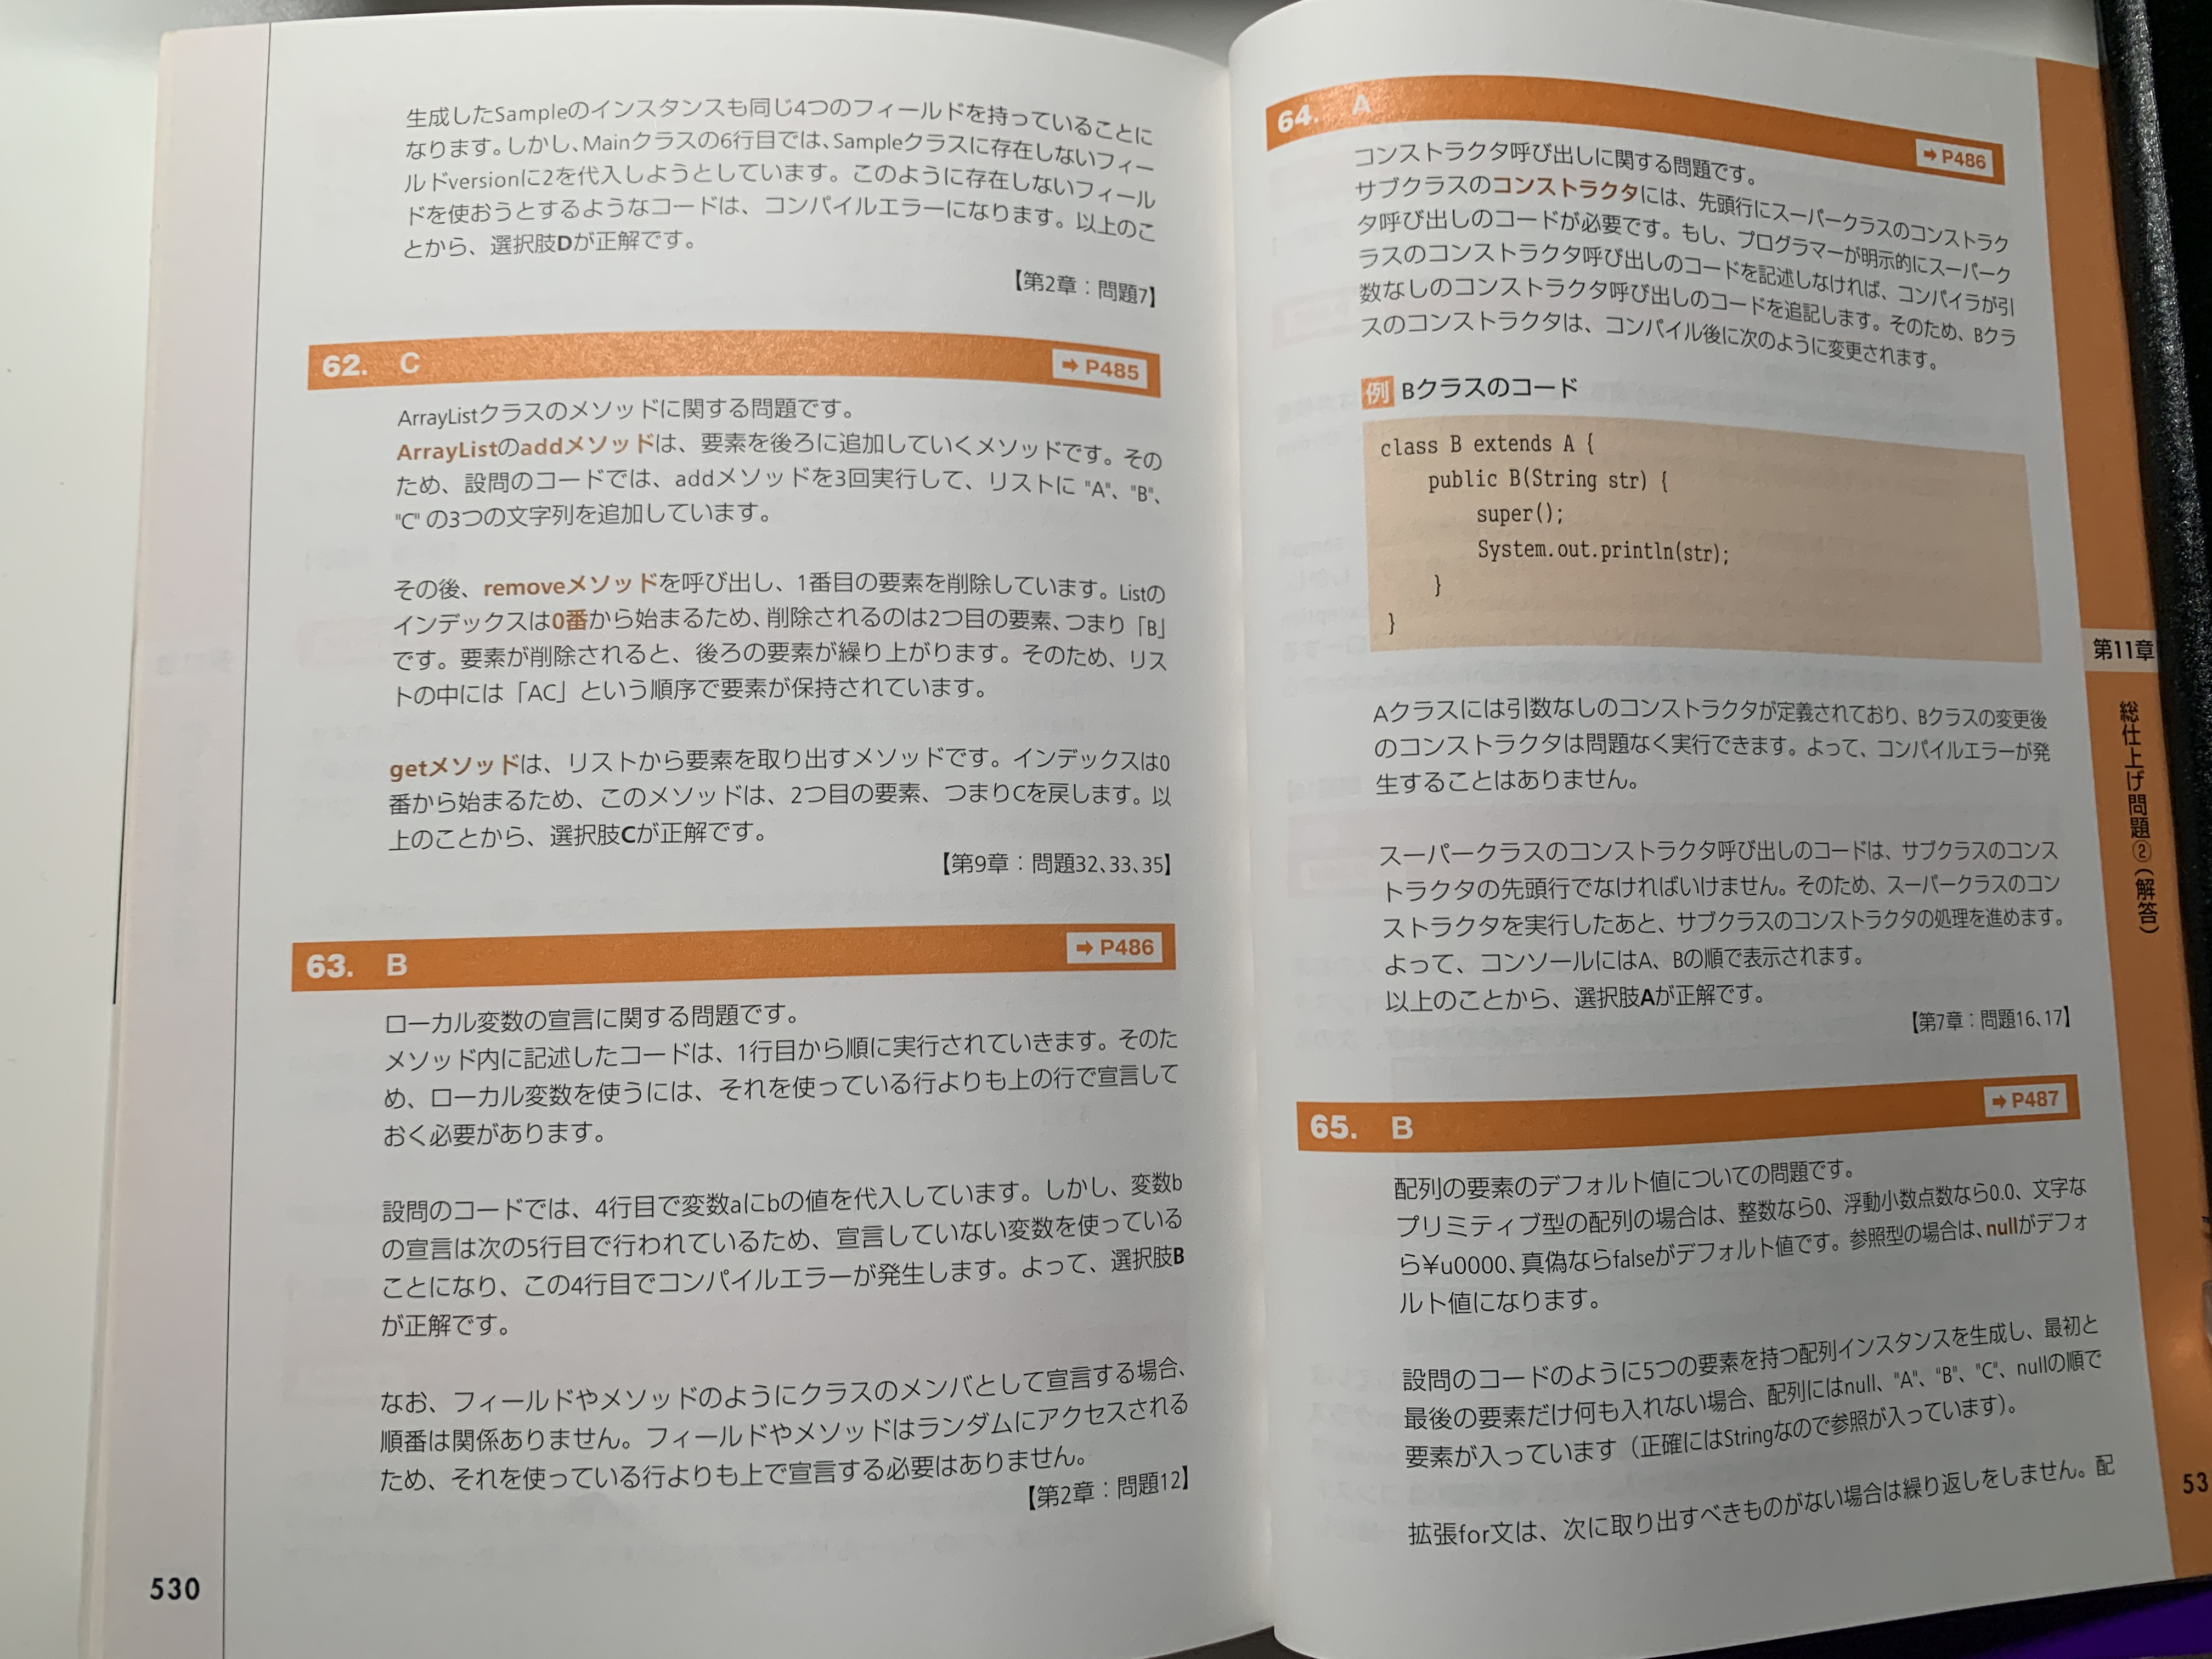 生成したSampleのインスタンスも同じ4つのフィールドを持っていることに
なります。しかし、Mainクラスの6行目では、Sampleクラスに存在しないフィー
ルドversionに2を代入しようとしています。このように存在しないフィール
ドを使おうとするようなコードは、コンパイルエラーになります。以上のこ
とから、選択肢Dが正解です。
【第2章：問題7】
62. C ➡ P485
ArrayListクラスのメソッドに関する問題です。
ArrayListのaddメソッドは、要素を後ろに追加していくメソッドです。その
ため、設問のコードでは、addメソッドを3回実行して、リストに "A"、"B"、
"C" の3つの文字列を追加しています。
その後、removeメソッドを呼び出し、1番目の要素を削除しています。Listの
インデックスは0番から始まるため、削除されるのは2つ目の要素、つまり「B」
です。要素が削除されると、後ろの要素が繰り上がります。そのため、リス
トの中には「AC」という順序で要素が保持されています。
getメソッドは、リストから要素を取り出すメソッドです。インデックスは0
番から始まるため、このメソッドは、2つ目の要素、つまりCを戻します。以
上のことから、選択肢Cが正解です。
【第9章：問題32、33、35】
63. B ➡ P486
ローカル変数の宣言に関する問題です。
メソッド内に記述したコードは、1行目から順に実行されていきます。そのた
め、ローカル変数を使うには、それを使っている行よりも上の行で宣言して
おく必要があります。
設問のコードでは、4行目で変数aにbの値を代入しています。しかし、変数b
の宣言は次の5行目で行われているため、宣言していない変数を使っている
ことになり、この4行目でコンパイルエラーが発生します。よって、選択肢B
が正解です。
なお、フィールドやメソッドのようにクラスのメンバとして宣言する場合、
順番は関係ありません。フィールドやメソッドはランダムにアクセスされる
ため、それを使っている行よりも上で宣言する必要はありません。
【第2章：問題12】
530
64. A ➡ P486
コンストラクタ呼び出しに関する問題です。
サブクラスのコンストラクタには、先頭行にスーパークラスのコンストラク
タ呼び出しのコードが必要です。もし、プログラマーが明示的にスーパーク
ラスのコンストラクタ呼び出しのコードを記述しなければ、コンパイラが引
数なしのコンストラクタ呼び出しのコードを追記します。そのため、Bクラ
スのコンストラクタは、コンパイル後に次のように変更されます。
例 Bクラスのコード
class B extends A {
public B(String str) {
super();
System.out.println(str);
}
}
Aクラスには引数なしのコンストラクタが定義されており、Bクラスの変更後
のコンストラクタは問題なく実行できます。よって、コンパイルエラーが発
生することはありません。
スーパークラスのコンストラクタ呼び出しのコードは、サブクラスのコンス
トラクタの先頭行でなければいけません。そのため、スーパークラスのコン
ストラクタを実行したあと、サブクラスのコンストラクタの処理を進めます。
よって、コンソールにはA、Bの順で表示されます。
以上のことから、選択肢Aが正解です。
【第7章：問題16、17】
65. B ➡ P487
配列の要素のデフォルト値についての問題です。
プリミティブ型の配列の場合は、整数なら0、浮動小数点数なら0.0、文字な
ら¥u0000、真偽ならfalseがデフォルト値です。参照型の場合は、nullがデフォ
ルト値になります。
設問のコードのように5つの要素を持つ配列インスタンスを生成し、最初と
最後の要素だけ何も入れない場合、配列にはnull、"A"、"B"、"C"、nullの順で
要素が入っています（正確にはStringなので参照が入っています）。
拡張for文は、次に取り出すべきものがない場合は繰り返しをしません。配
第11章
総仕上げ問題②（解答）
53